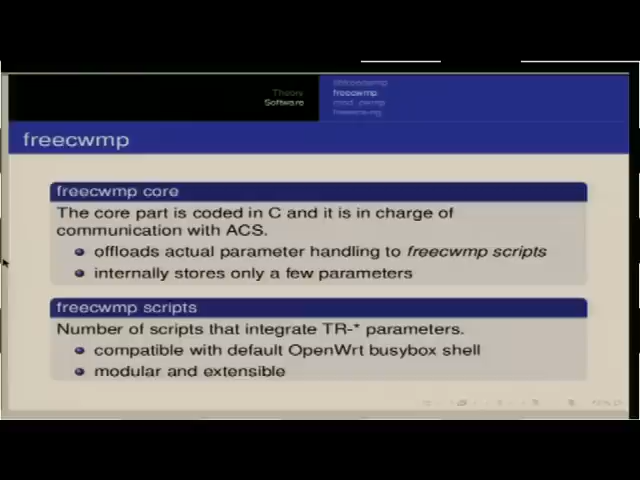 Theory
Software
freecwmp
freecwmp
freecwmp core
The core part is coded in C and it is in charge of
communication with ACS.
offloads actual parameter handling to freecwmp scripts
internally stores only a few parameters
freecwmp scripts
Number of scripts that integrate TR-* parameters.
compatible with default OpenWrt busybox shell
modular and extensible